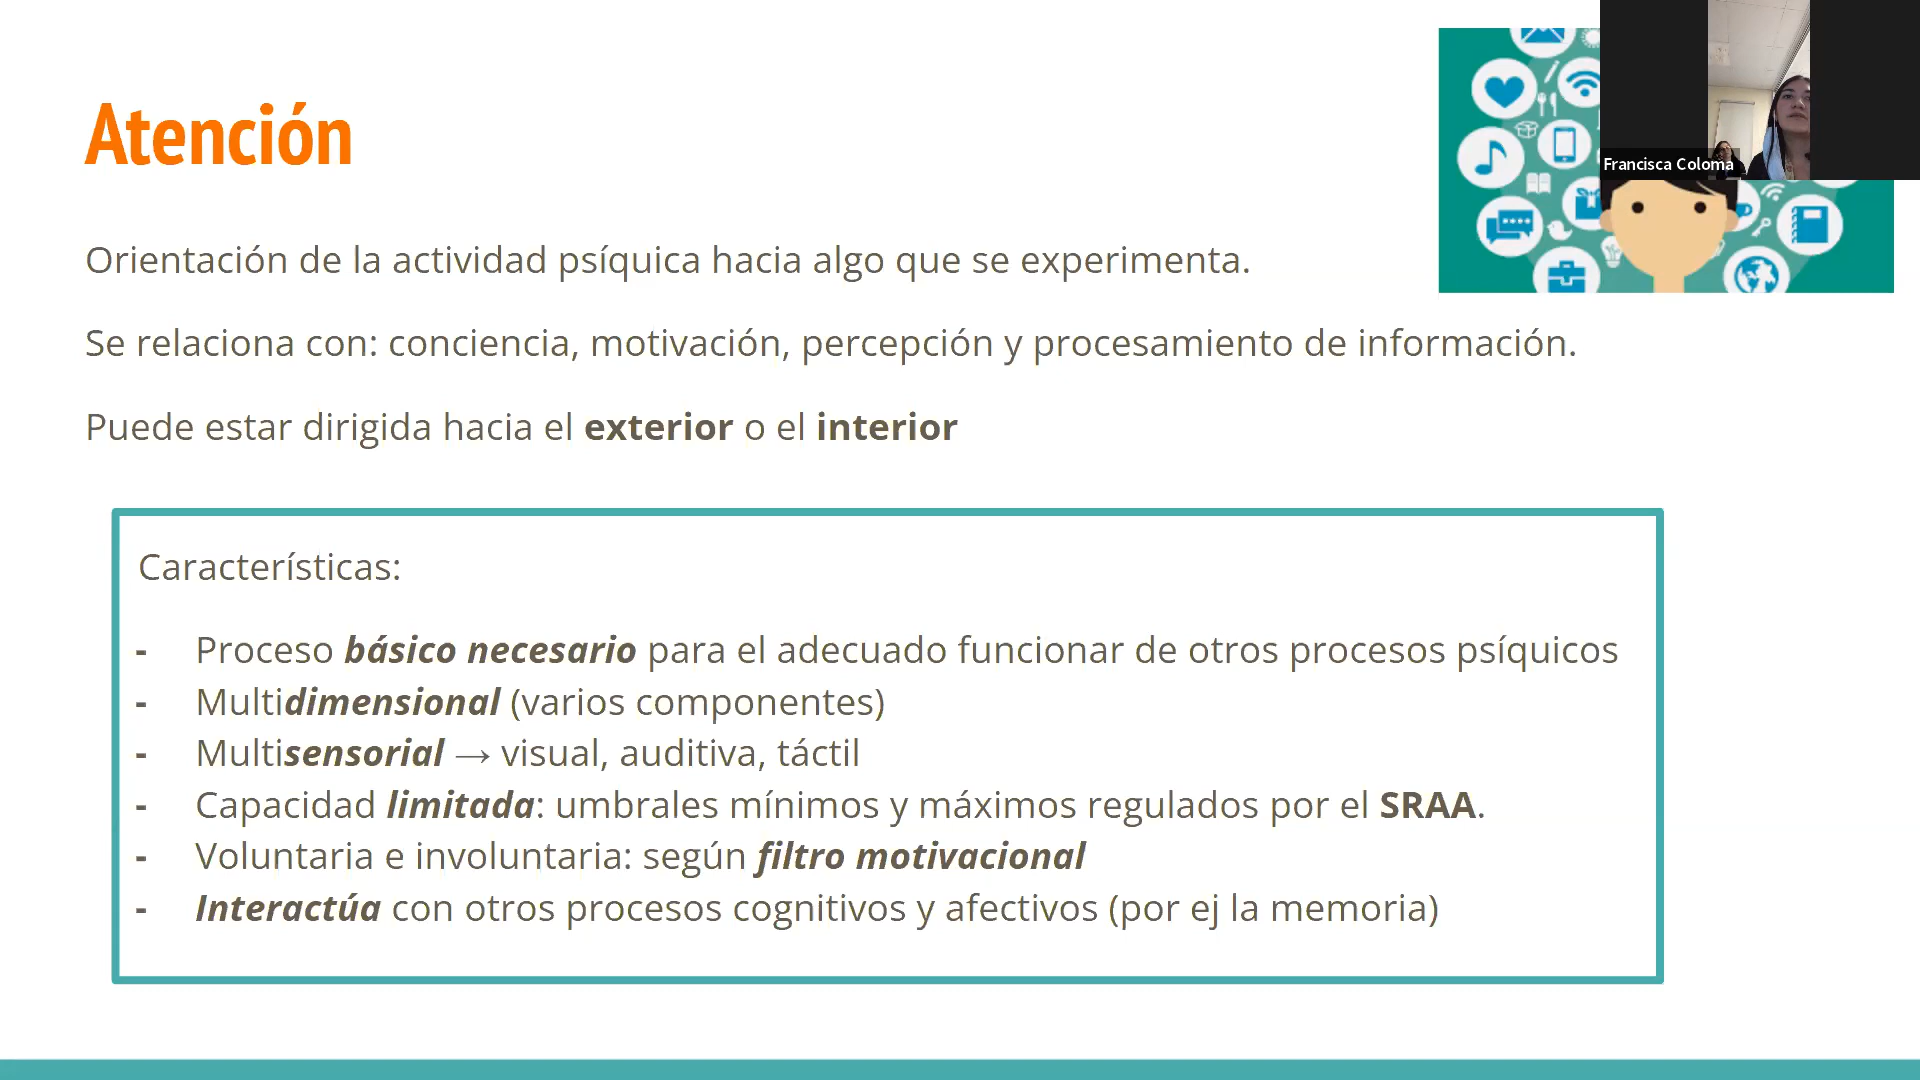 Atención
Francisca Coloma
Orientación de la actividad psíquica hacia algo que se experimenta.
Se relaciona con: conciencia, motivación, percepción y procesamiento de información.
Puede estar dirigida hacia el exterior o el interior
Características:
- Proceso básico necesario para el adecuado funcionar de otros procesos psíquicos
- Multidimensional (varios componentes)
- Multisensorial → visual, auditiva, táctil
- Capacidad limitada: umbrales mínimos y máximos regulados por el SRAA.
- Voluntaria e involuntaria: según filtro motivacional
- Interactúa con otros procesos cognitivos y afectivos (por ej la memoria)